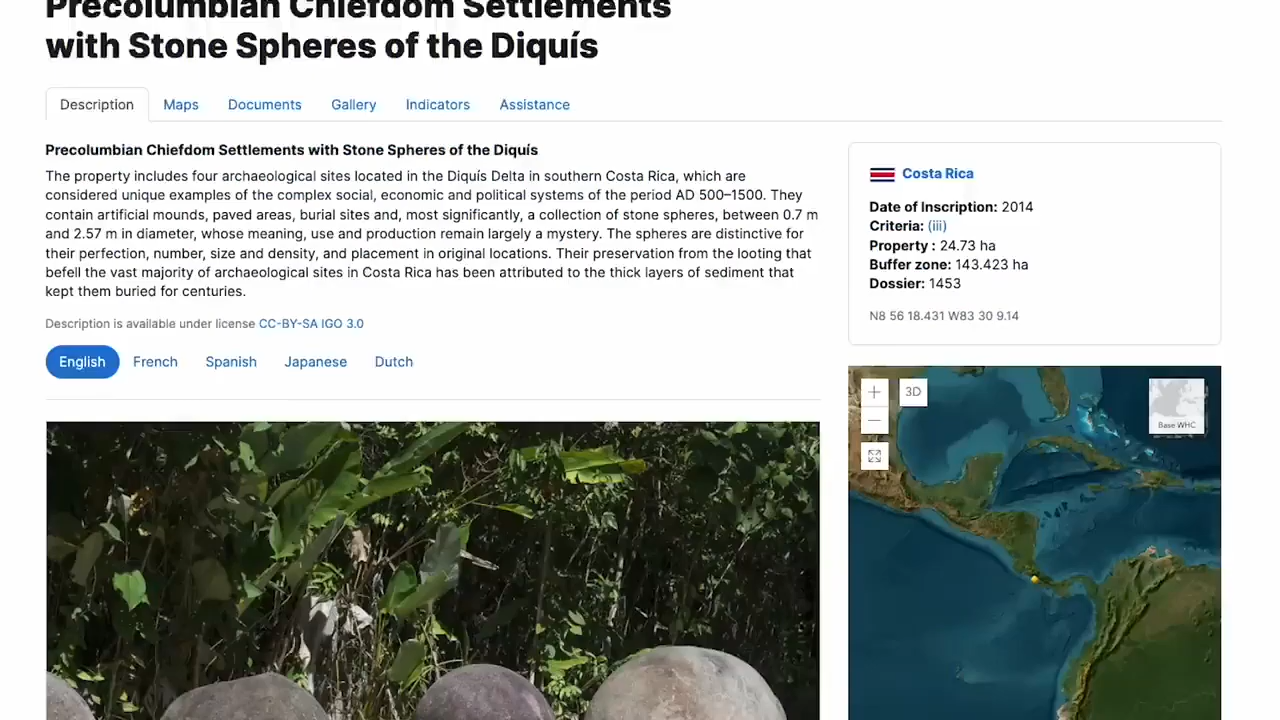 Precolumbian Chiefdom Settlements
with Stone Spheres of the Diquís
Description
Maps
Documents
Gallery
Indicators
Assistance
Precolumbian Chiefdom Settlements with Stone Spheres of the Diquís
The property includes four archaeological sites located in the Diquís Delta in southern Costa Rica, which are
considered unique examples of the complex social, economic and political systems of the period AD 500–1500. They
contain artificial mounds, paved areas, burial sites and, most significantly, a collection of stone spheres, between 0.7 m
and 2.57 m in diameter, whose meaning, use and production remain largely a mystery. The spheres are distinctive for
their perfection, number, size and density, and placement in original locations. Their preservation from the looting that
befell the vast majority of archaeological sites in Costa Rica has been attributed to the thick layers of sediment that
kept them buried for centuries.
Description is available under license CC-BY-SA IGO 3.0
English
French
Spanish
Japanese
Dutch
Costa Rica
Date of Inscription: 2014
Criteria: (iii)
Property : 24.73 ha
Buffer zone: 143.423 ha
Dossier: 1453
N8 56 18.431 W83 30 9.14
3D
Base WHC